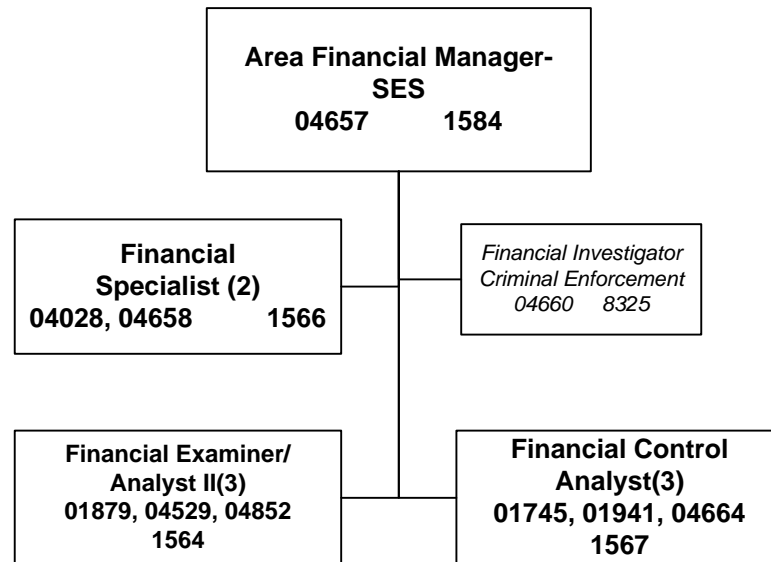 Area Financial Manager-
SES
04657 1584
Financial
Specialist (2)
04028, 04658 1566
Financial Investigator
Criminal Enforcement
04660 8325
Financial Examiner/
Analyst II(3)
01879, 04529, 04852
1564
Financial Control
Analyst(3)
01745, 01941, 04664
1567